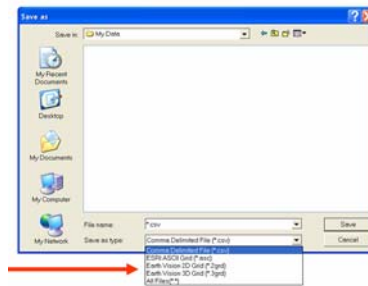 Save as
Save in:
My Data
My Recent
Documents
Desktop
My Documents
My Computer
My Network
File name:
*.csv
Save
Save as type:
Comma Delimited File (*.csv)
Cancel
Comma Delimited File (*.csv)
ESRI ASCII Grid (*.asc)
Earth Vision 2D Grid (*.2grd)
Earth Vision 3D Grid (*.3grd)
All Files(*.*)